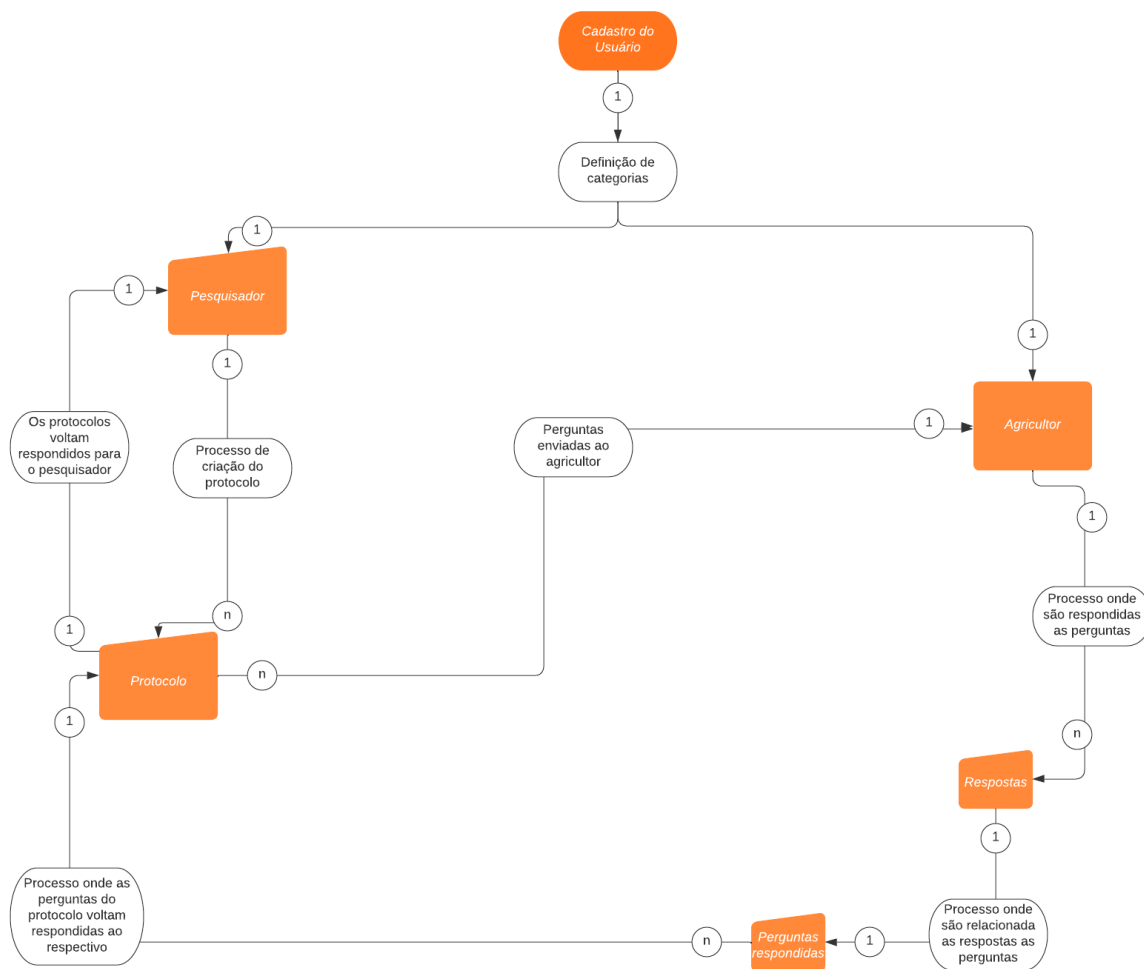 Cadastro do
Usuário
1
Definição de
categorias
1
Pesquisador
1
1
1
Agricultor
Os protocolos
voltam
respondidos para
o pesquisador
Processo de
criação do
protocolo
Perguntas
enviadas ao
agricultor
1
1
Processo onde
são respondidas
as perguntas
n
1
Protocolo
n
1
n
Respostas
1
Processo onde as
perguntas do
protocolo voltam
respondidas ao
respectivo
n
Perguntas
respondidas
1
Processo onde
são relacionada
as respostas as
perguntas